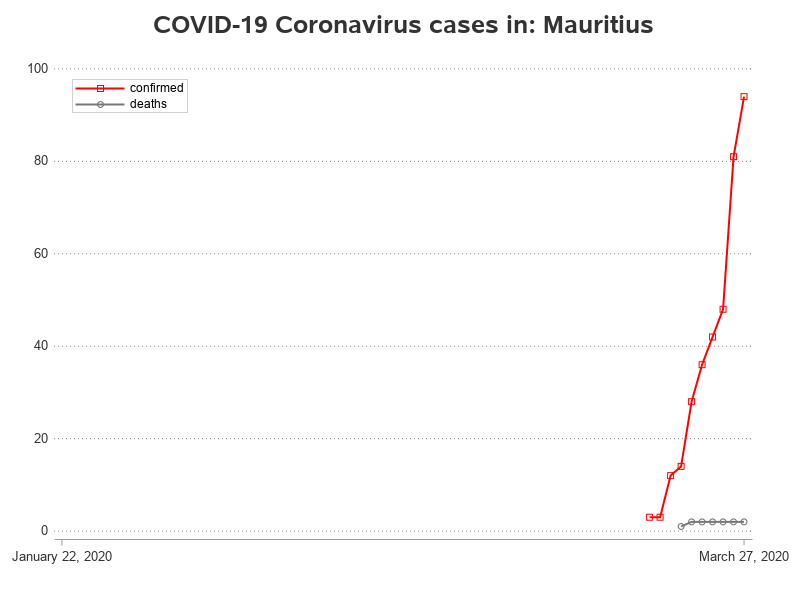 COVID-19 Coronavirus cases in: Mauritius
100
confirmed
deaths
80
60
40
20
0
January 22, 2020
March 27, 2020